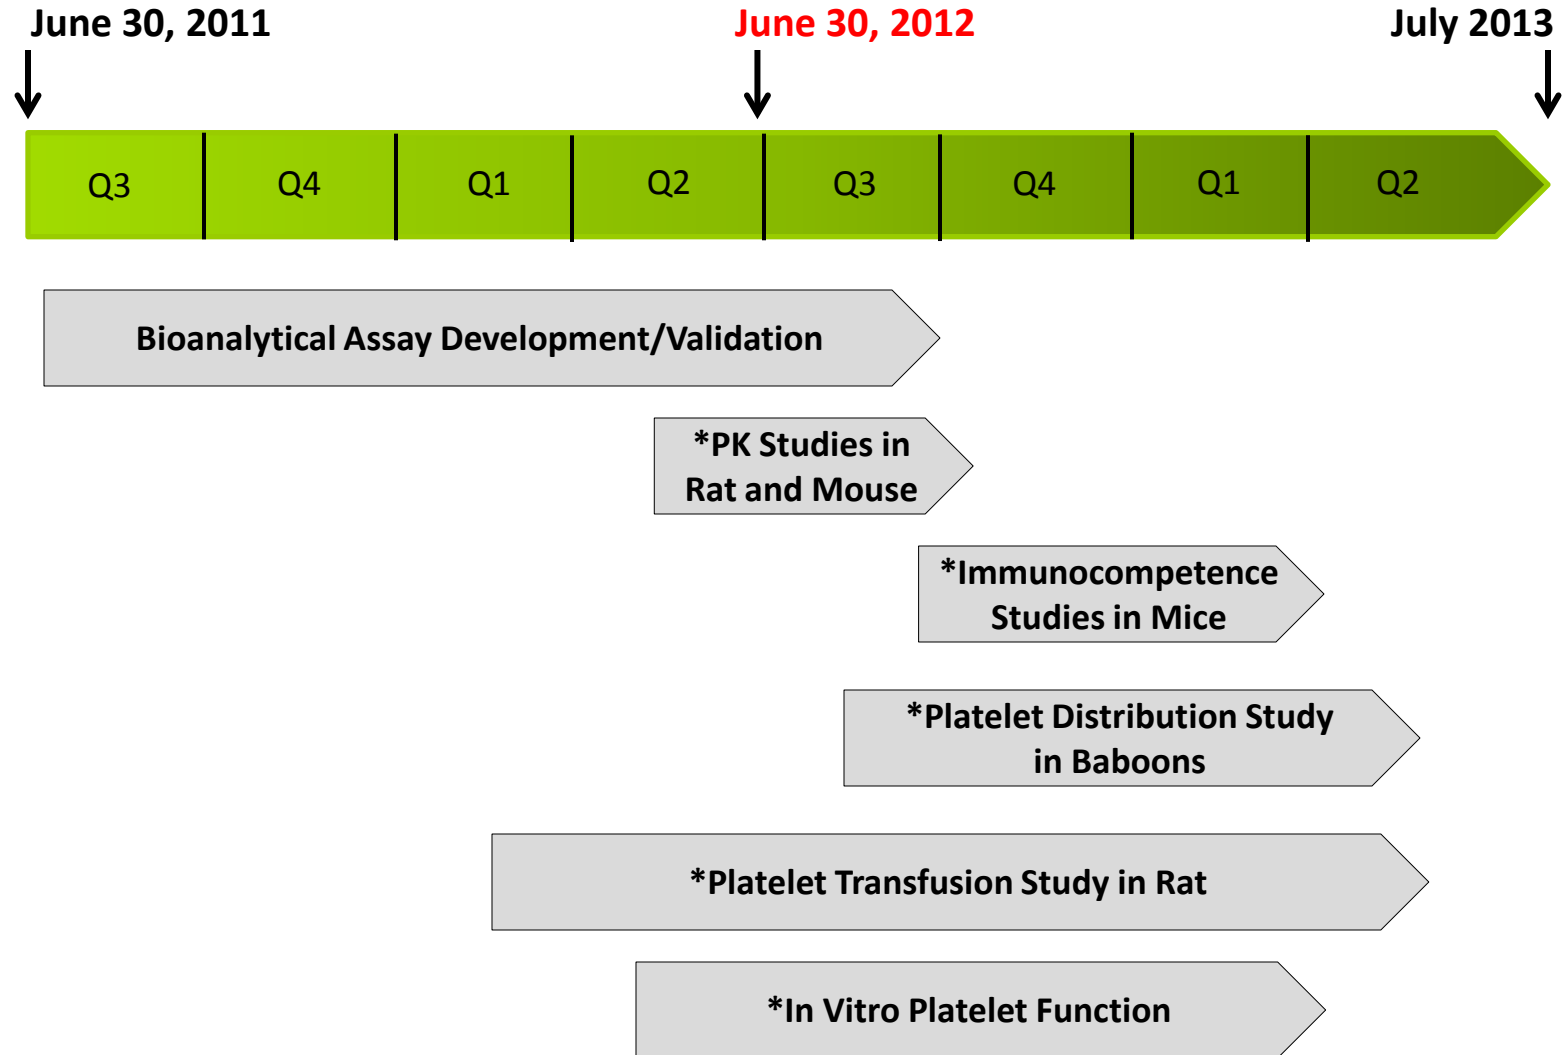 June 30, 2011 June 30, 2012 July 2013
Q3 Q4 Q1 Q2 Q3 Q4 Q1 Q2
Bioanalytical Assay Development/Validation
*PK Studies in
Rat and Mouse
*Immunocompetence
Studies in Mice
*Platelet Distribution Study
in Baboons
*Platelet Transfusion Study in Rat
*In Vitro Platelet Function